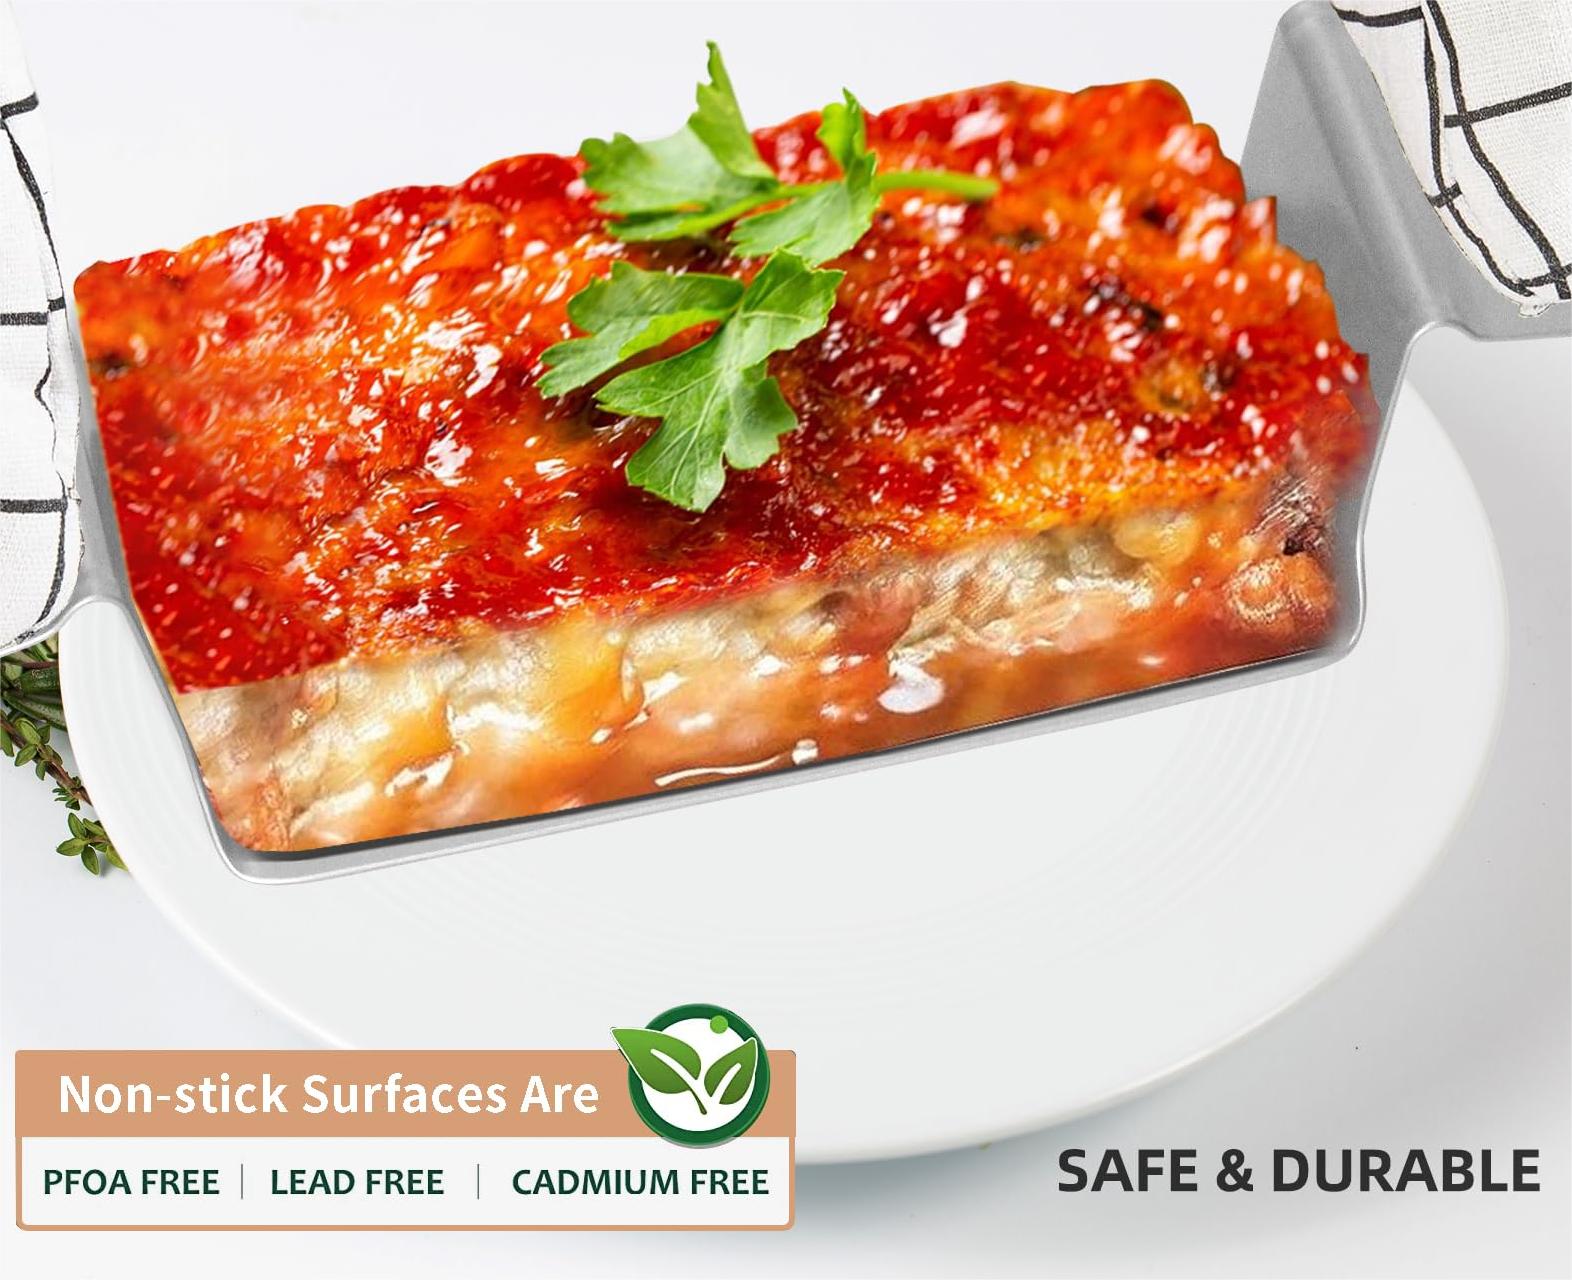 Non-stick Surfaces Are
PFOA FREE | LEAD FREE | CADMIUM FREE
SAFE & DURABLE